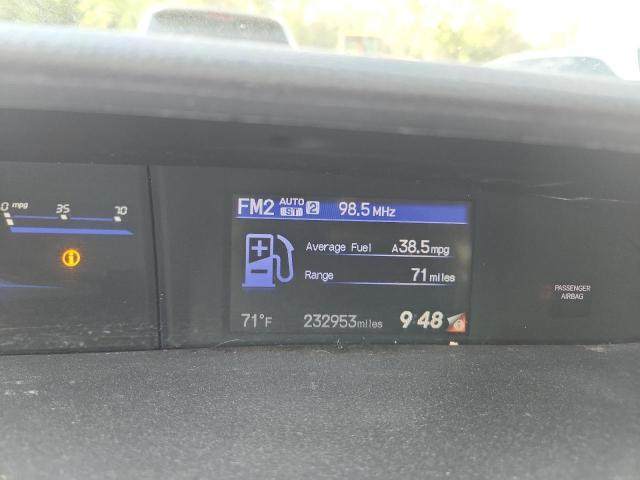 0 mpg 35 70
FM2 AUTO ST 2 98.5 MHz
Average Fuel A38.5 mpg
Range 71 miles
71°F 232953 miles 9:48
PASSENGER
AIRBAG